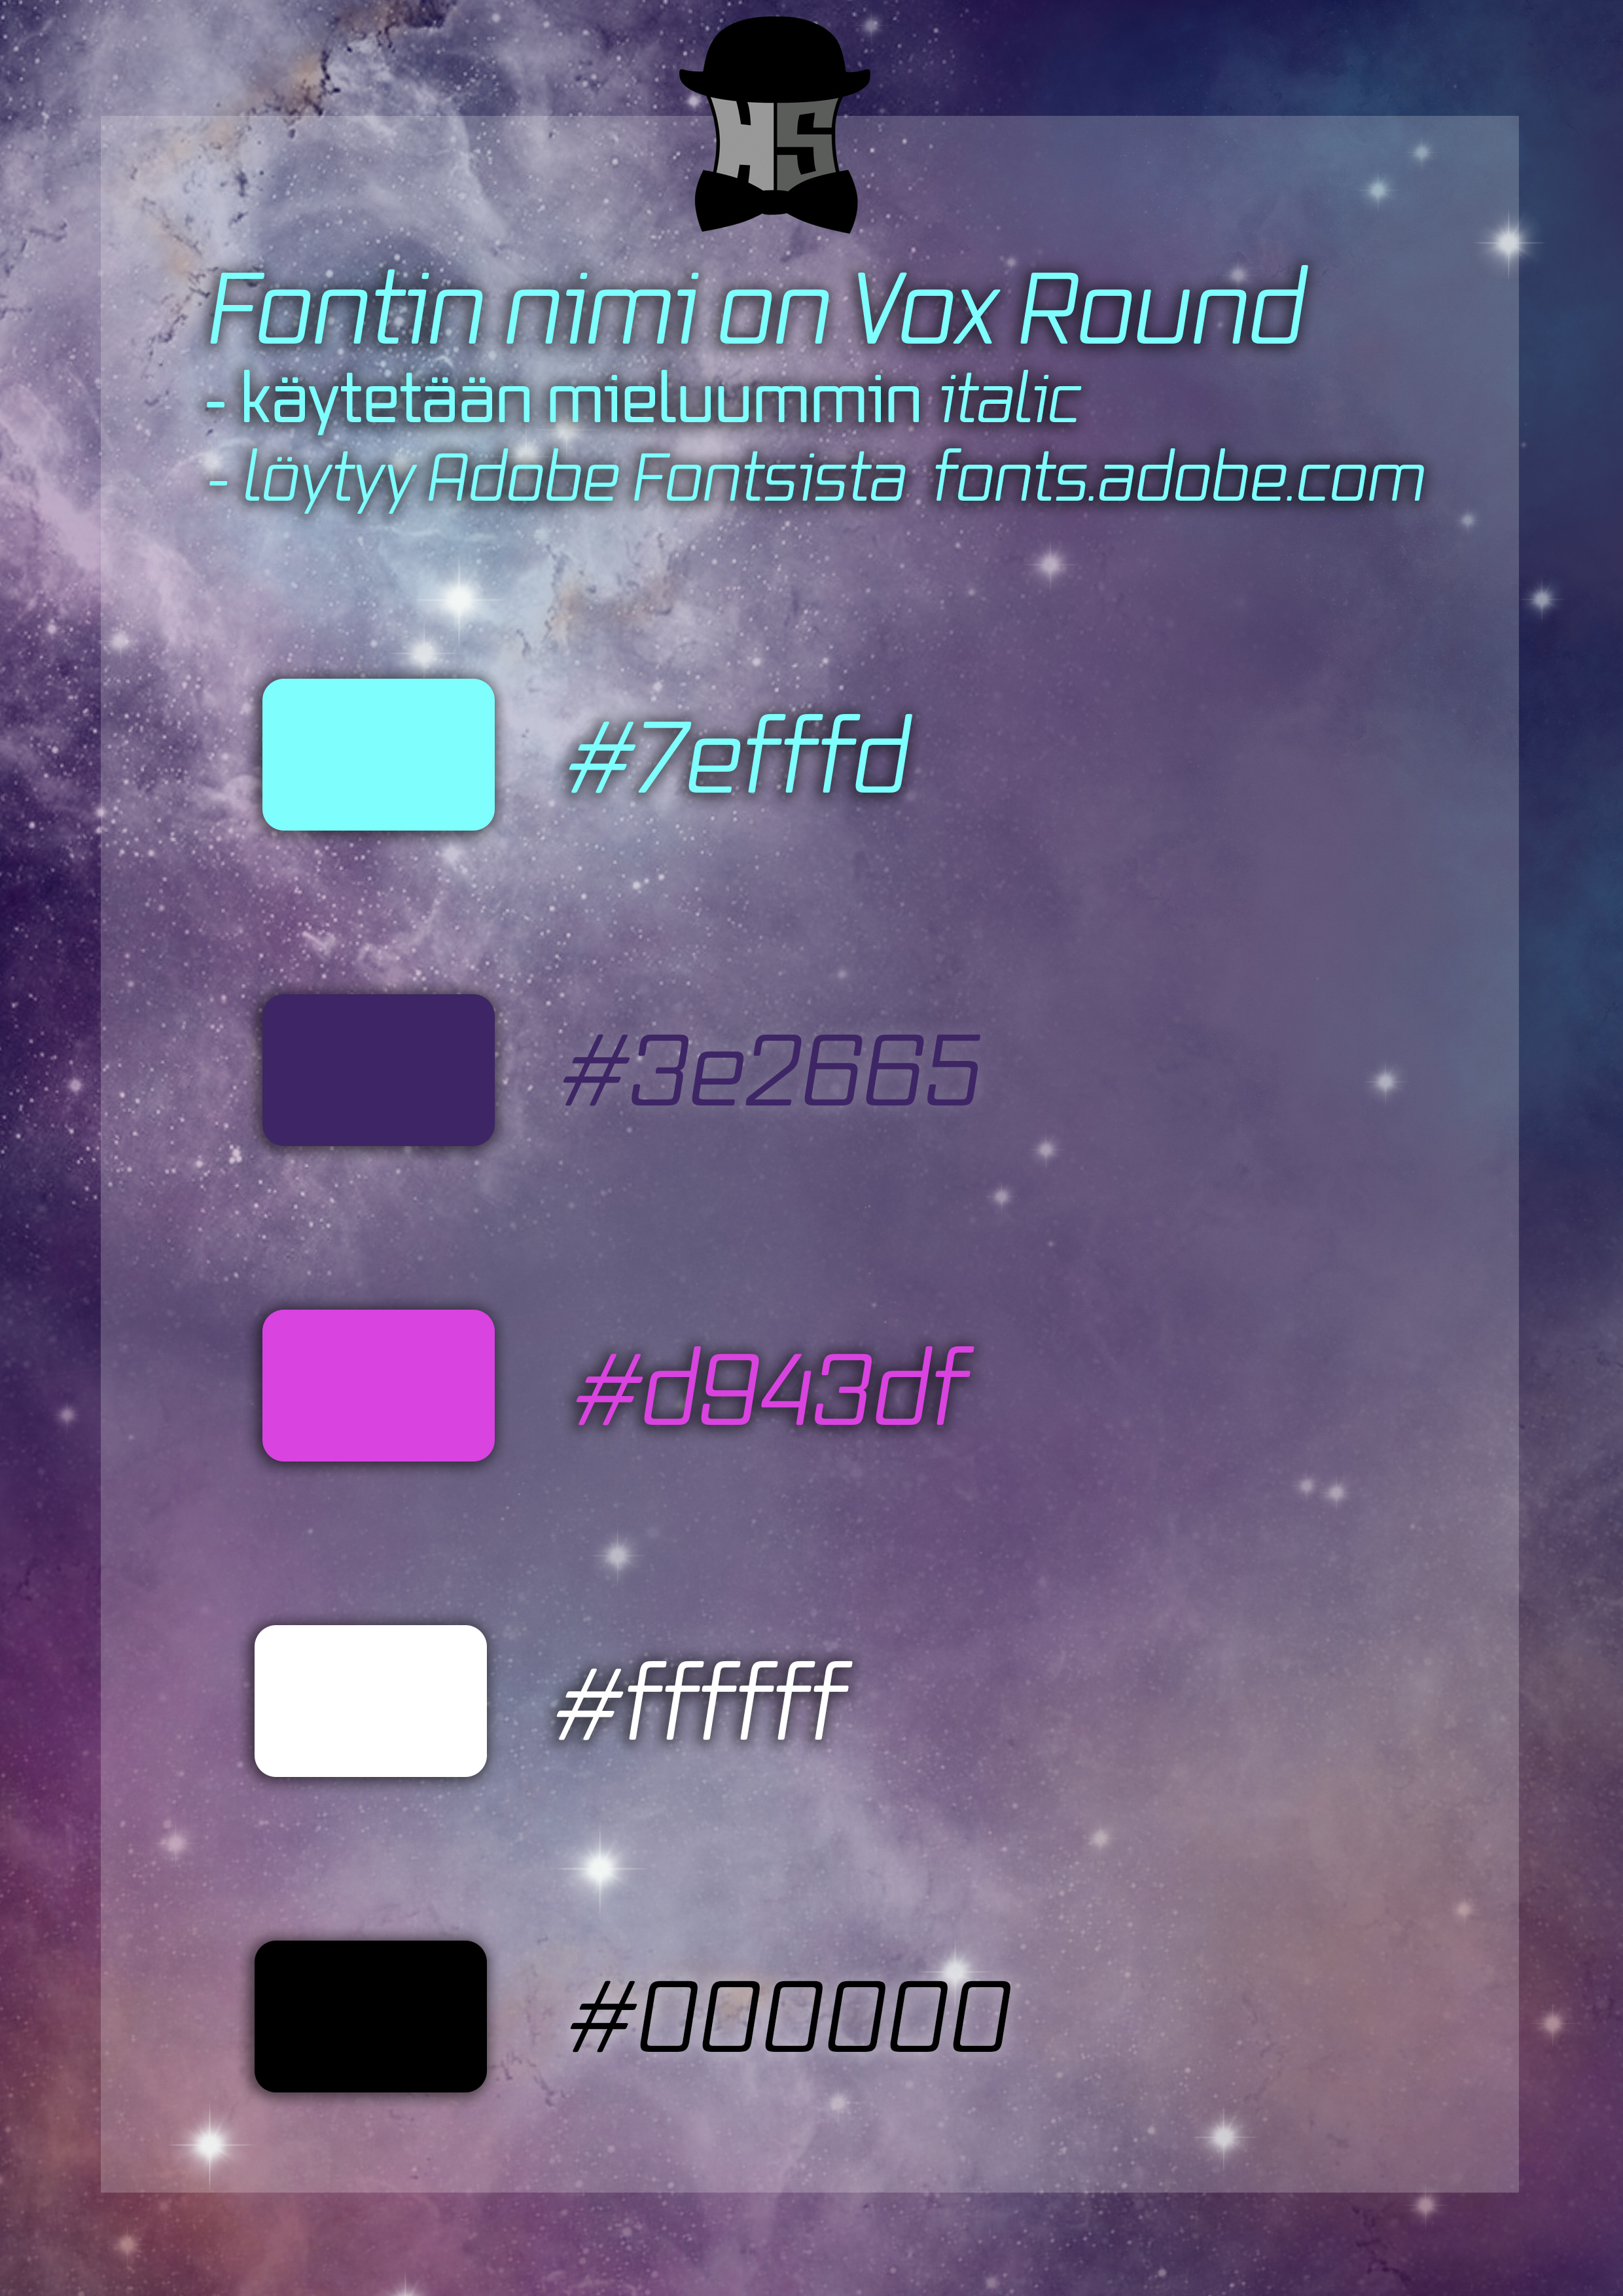 HS
Fontin nimi on Vox Round
- käytetään mieluummin italic
- löytyy Adobe Fontsista fonts.adobe.com
#7efffd
#3e2665
#d943df
#ffffff
#000000